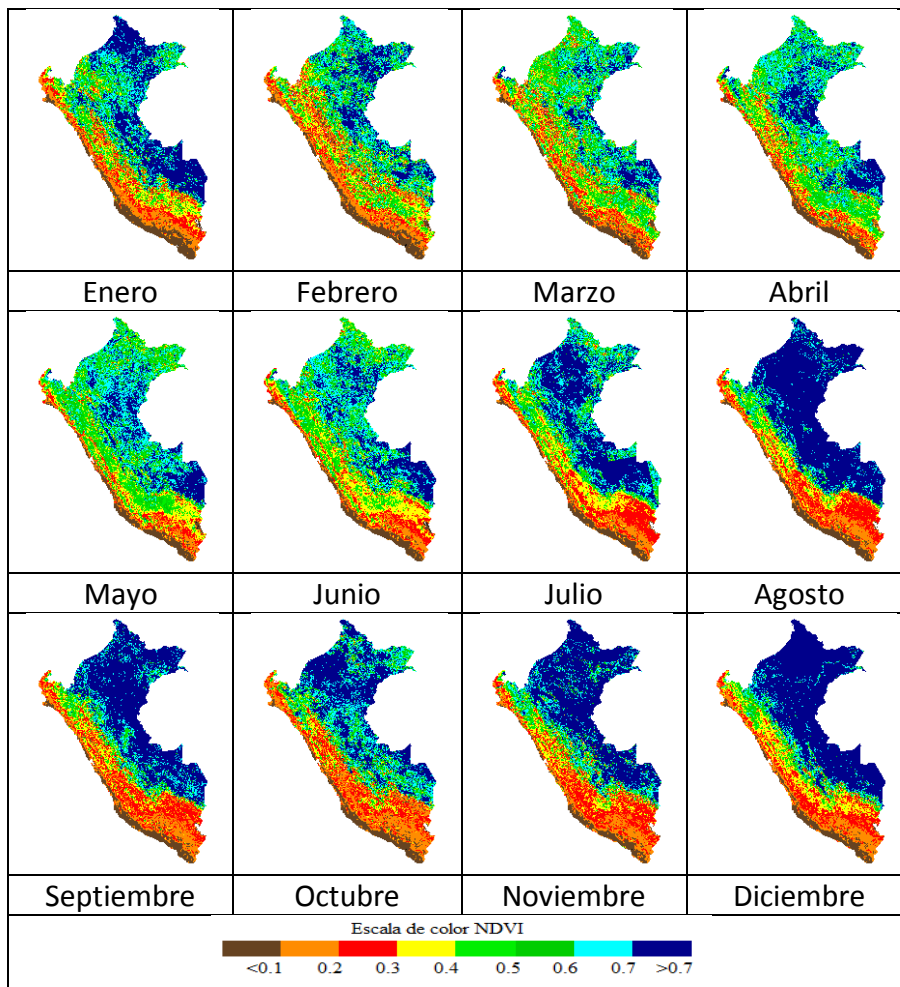 Enero Febrero Marzo Abril
Mayo Junio Julio Agosto
Septiembre Octubre Noviembre Diciembre
Escala de color NDVI
<0.1 0.2 0.3 0.4 0.5 0.6 0.7 >0.7